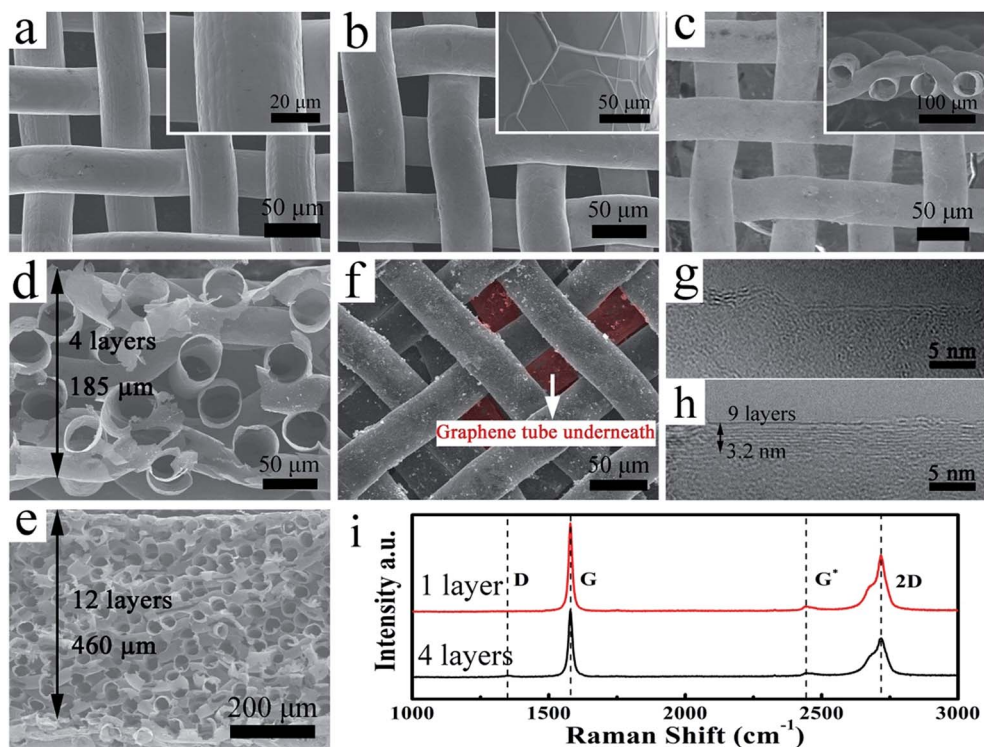 a
20 μm
50 μm
b
50 μm
50 μm
c
100 μm
50 μm
d
4 layers
185 μm
50 μm
f
Graphene tube underneath
50 μm
g
5 nm
h
9 layers
3.2 nm
5 nm
e
12 layers
460 μm
200 μm
i
1 layer
D
G
G*
2D
4 layers
Intensity a.u.
1000
1500
2000
2500
3000
Raman Shift (cm-1)